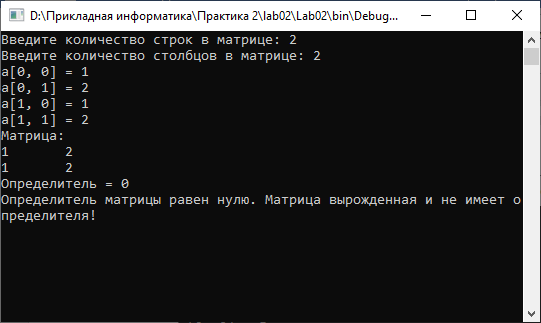 D:\Прикладная информатика\Практика 2\lab02\Lab02\bin\Debug...
Введите количество строк в матрице: 2
Введите количество столбцов в матрице: 2
a[0, 0] = 1
a[0, 1] = 2
a[1, 0] = 1
a[1, 1] = 2
Матрица:
1       2
1       2
Определитель = 0
Определитель матрицы равен нулю. Матрица вырожденная и не имеет о
пределителя!